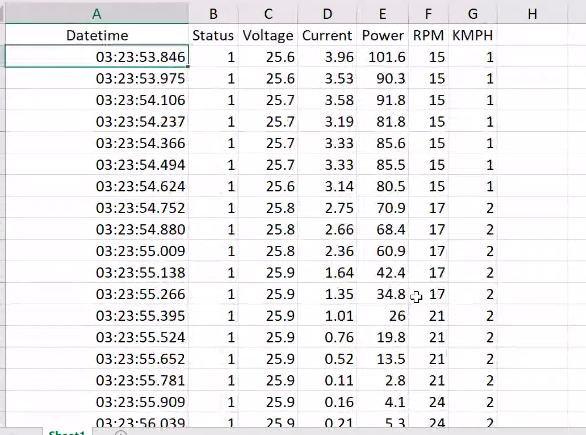 A B C D E F G H
Datetime Status Voltage Current Power RPM KMPH
03:23:53.846 1 25.6 3.96 101.6 15 1
03:23:53.975 1 25.6 3.53 90.3 15 1
03:23:54.106 1 25.7 3.58 91.8 15 1
03:23:54.237 1 25.7 3.19 81.8 15 1
03:23:54.366 1 25.7 3.33 85.6 15 1
03:23:54.494 1 25.7 3.33 85.5 15 1
03:23:54.624 1 25.6 3.14 80.5 15 1
03:23:54.752 1 25.8 2.75 70.9 17 2
03:23:54.880 1 25.8 2.66 68.4 17 2
03:23:55.009 1 25.8 2.36 60.9 17 2
03:23:55.138 1 25.9 1.64 42.4 17 2
03:23:55.266 1 25.9 1.35 34.8 17 2
03:23:55.395 1 25.9 1.01 26 21 2
03:23:55.524 1 25.9 0.76 19.8 21 2
03:23:55.652 1 25.9 0.52 13.5 21 2
03:23:55.781 1 25.9 0.11 2.8 21 2
03:23:55.909 1 25.9 0.16 4.1 24 2
03:23:56.039 1 25.9 0.21 5.3 24 2
Sheet1